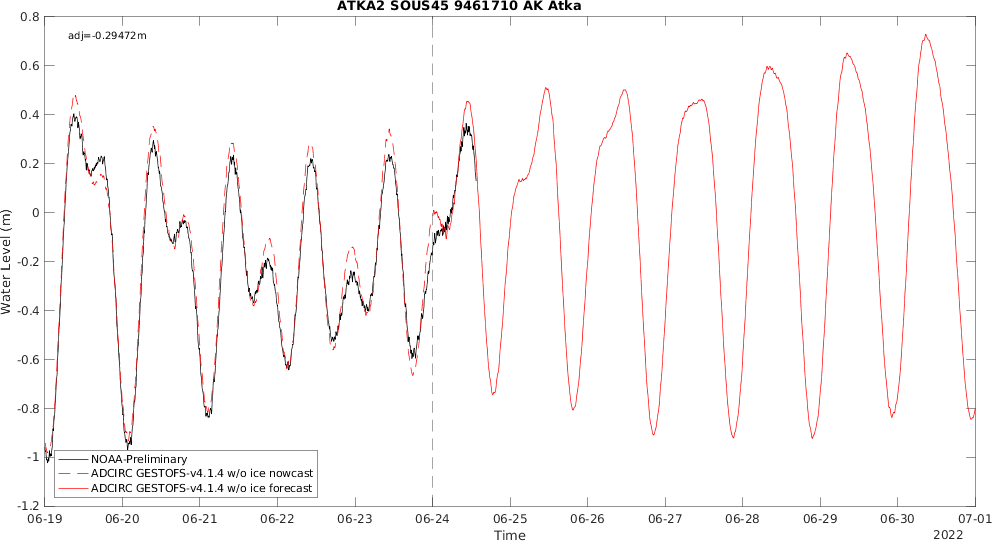 ATKA2 SOUS45 9461710 AK Atka
adj=-0.29472m
0.8
0.6
0.4
0.2
0
-0.2
-0.4
-0.6
-0.8
-1
-1.2
Water Level (m)
NOAA-Preliminary
ADCIRC GESTOFS-v4.1.4 w/o ice nowcast
ADCIRC GESTOFS-v4.1.4 w/o ice forecast
06-19 06-20 06-21 06-22 06-23 06-24 06-25 06-26 06-27 06-28 06-29 06-30 07-01
Time
2022